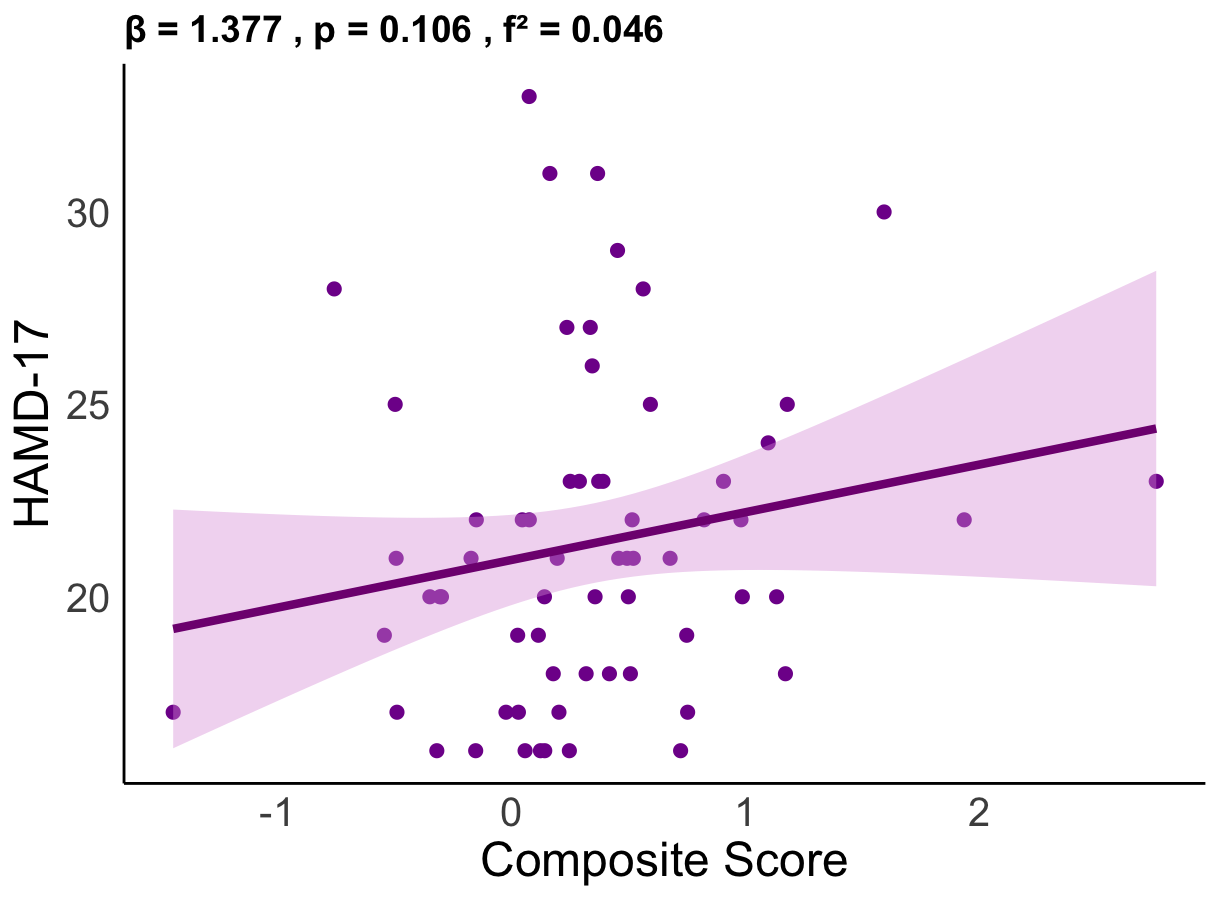 β = 1.377 , p = 0.106 , f² = 0.046
HAMD-17
30
25
20
-1 0 1 2
Composite Score